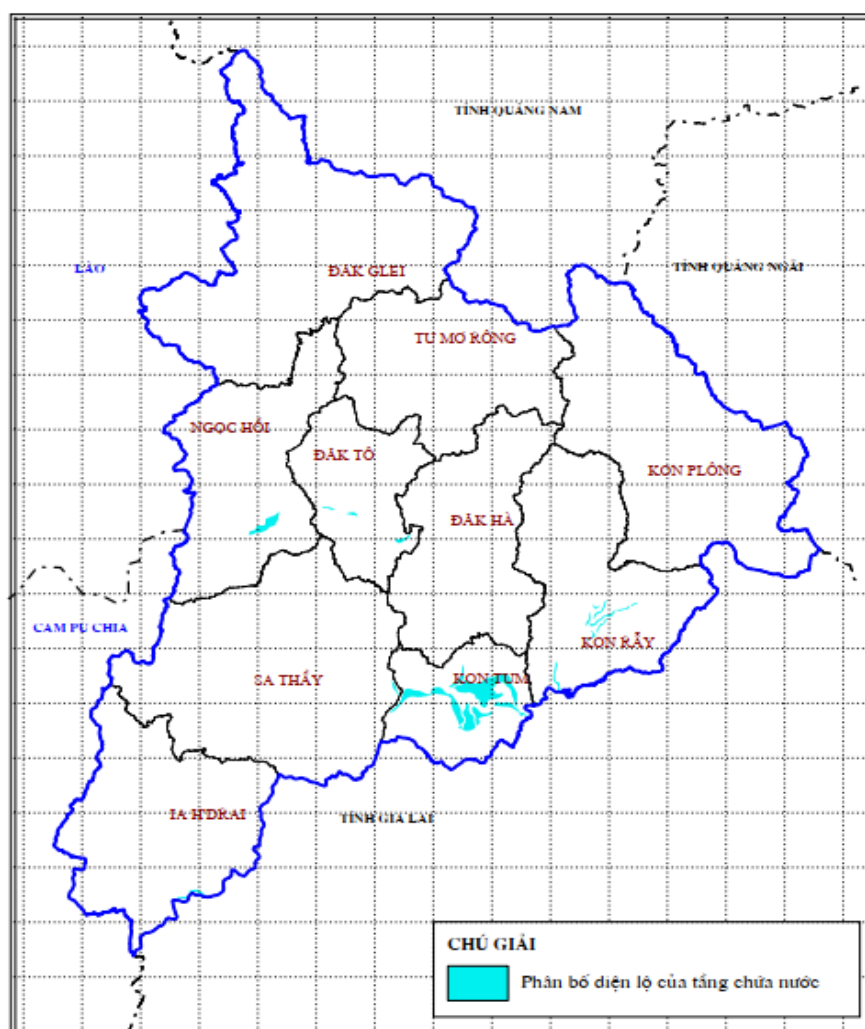 TỈNH QUẢNG NAM
LÀO
ĐĂK GLEI
TỈNH QUẢNG NGÃI
TU MƠ RÔNG
NGỌC HỒI
ĐĂK TÔ
KON PLÔNG
ĐĂK HÀ
CAM PU CHIA
KON RẪY
SA THẦY
KON TUM
IA H'DRAI
TỈNH GIA LAI
CHÚ GIẢI
Phân bố diện lộ của tầng chứa nước